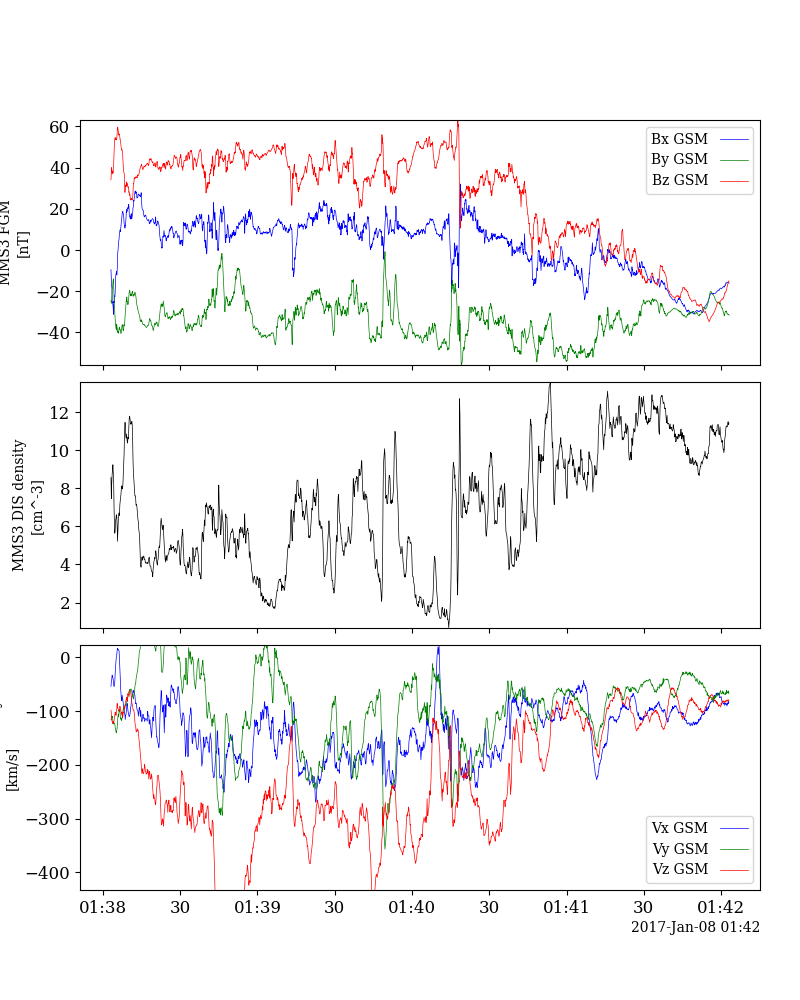 60
40
20
0
−20
−40
MMS3 FGM
[nT]
Bx GSM
By GSM
Bz GSM
12
10
8
6
4
2
MMS3 DIS density
[cm^-3]
0
−100
−200
−300
−400
[km/s]
Vx GSM
Vy GSM
Vz GSM
01:38 30 01:39 30 01:40 30 01:41 30 01:42
2017-Jan-08 01:42